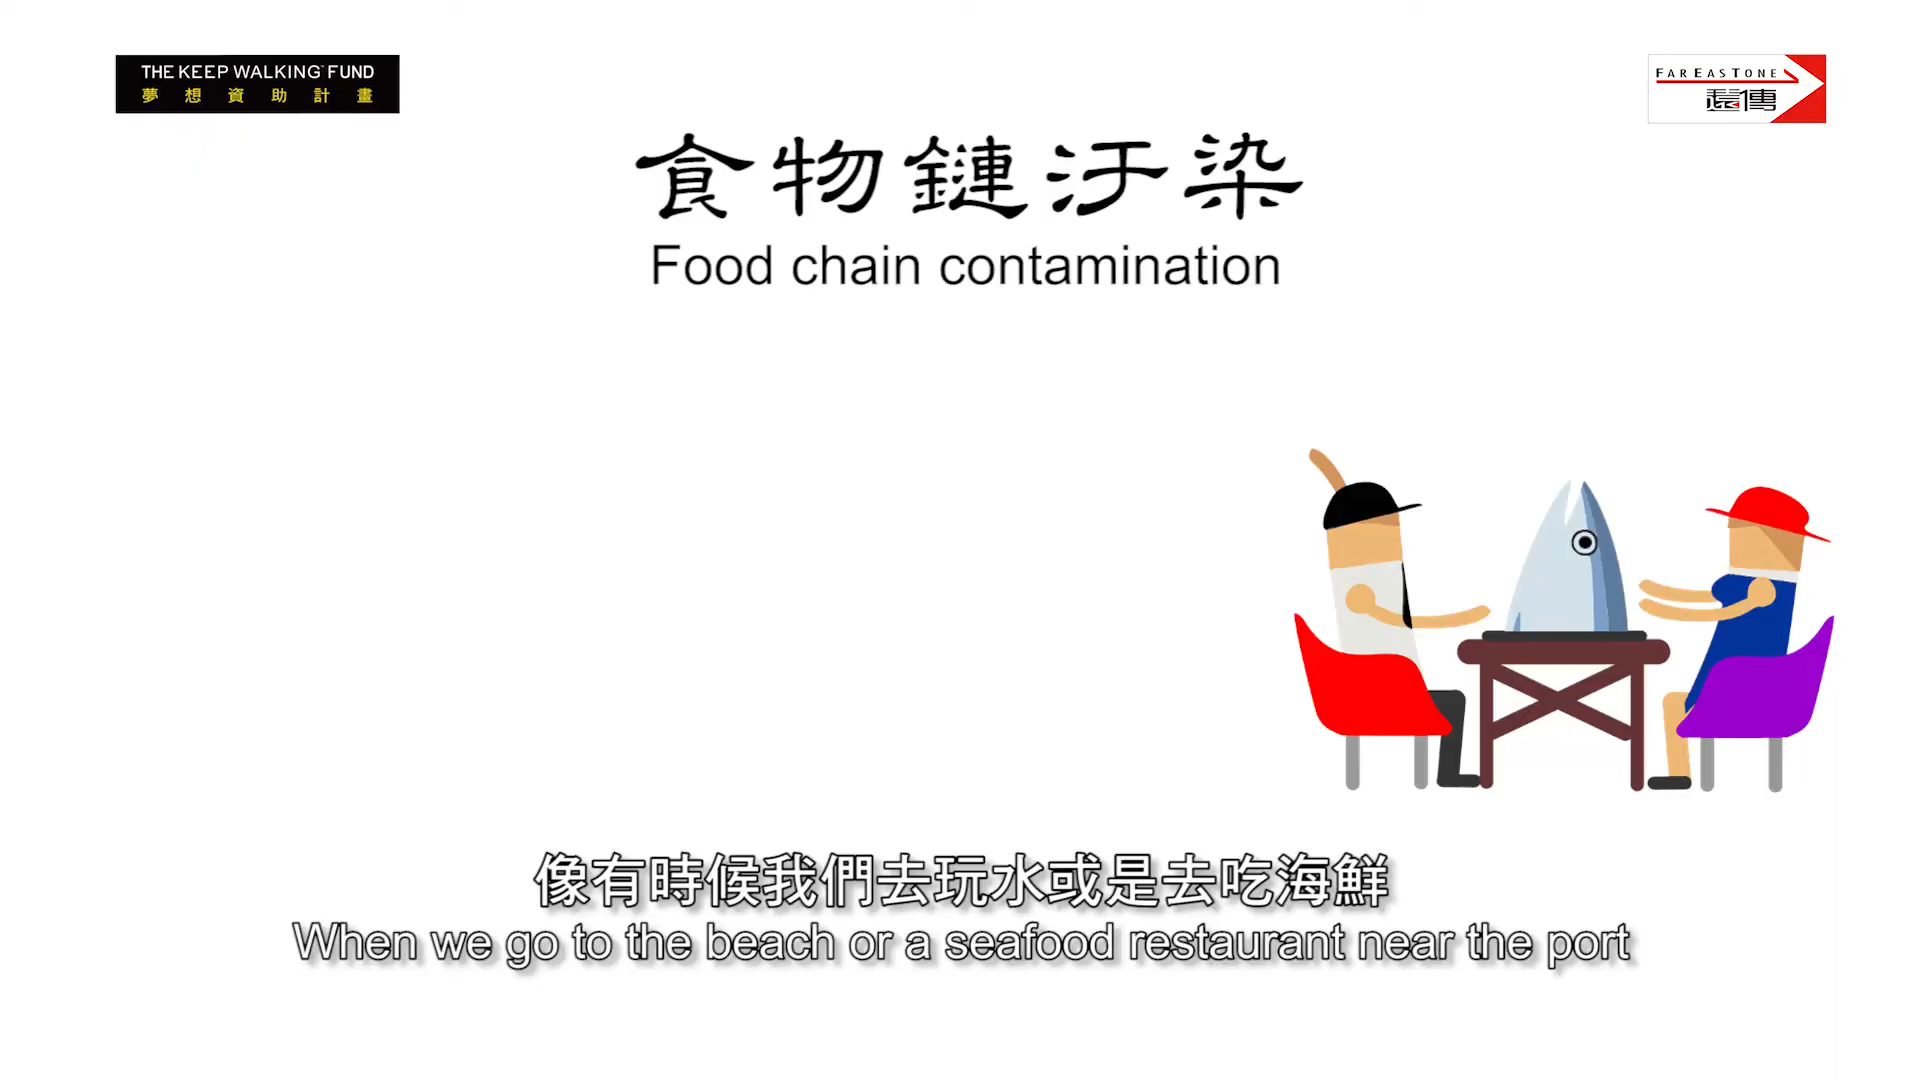 THE KEEP WALKING FUND
夢想資助計畫
FAREASTONE
遠傳
食物鏈汙染
Food chain contamination
像有時候我們去玩水或是去吃海鮮
When we go to the beach or a seafood restaurant near the port